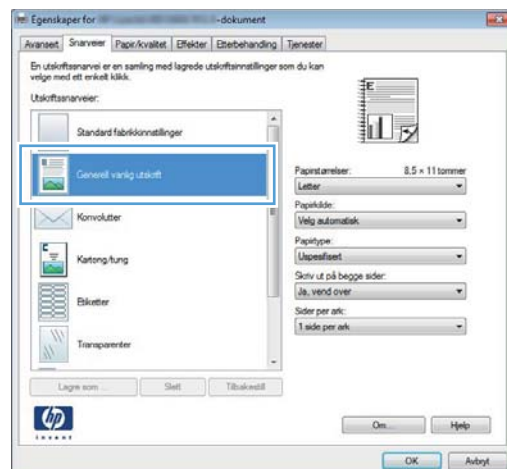 Egenskaper for
-dokument
Avansert Snarveier Papir/kvalitet Effekter Etterbehandling Tjenester
En utskriftssnarvei er en samling med lagrede utskriftsinnstillinger som du kan
velge med ett enkelt klikk.
Utskriftssnarveier:
Standard fabrikkinnstillinger
Generell vanlig utskrift
Konvolutter
Kartong/tung
Etiketter
Transparenter
Lagre som ...
Slett
Tilbakestill
Papirstørrelser: 8,5 × 11 tommer
Letter
Papirkilde:
Velg automatisk
Papirtype:
Uspesifisert
Skriv ut på begge sider:
Ja, vend over
Sider per ark:
1 side per ark
hp
invent
Om...
Hjelp
OK
Avbryt